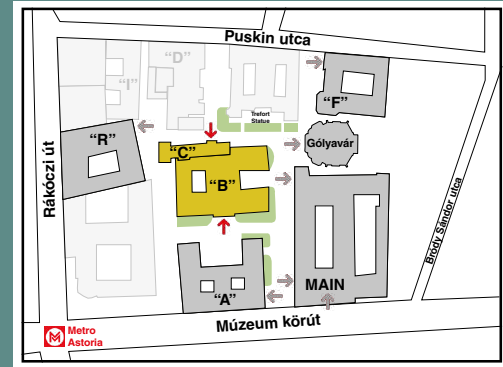 Puskin utca
"D"
"I"
"F"
Trefort
Statue
"R"
"C"
Gólyavár
"B"
Rákóczi út
Bródy Sándor utca
MAIN
"A"
Múzeum körút
Metro
Astoria